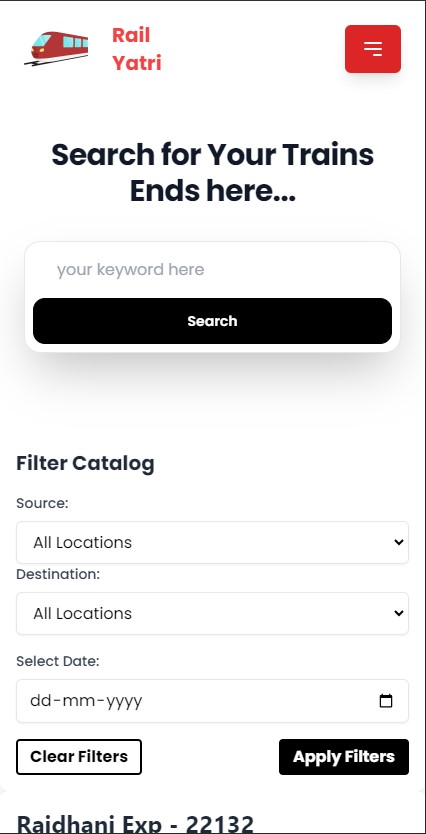 Rail
Yatri
Search for Your Trains
Ends here...
your keyword here
Search
Filter Catalog
Source:
All Locations
Destination:
All Locations
Select Date:
dd-mm-yyyy
Clear Filters
Apply Filters
Rajdhani Exp - 22132